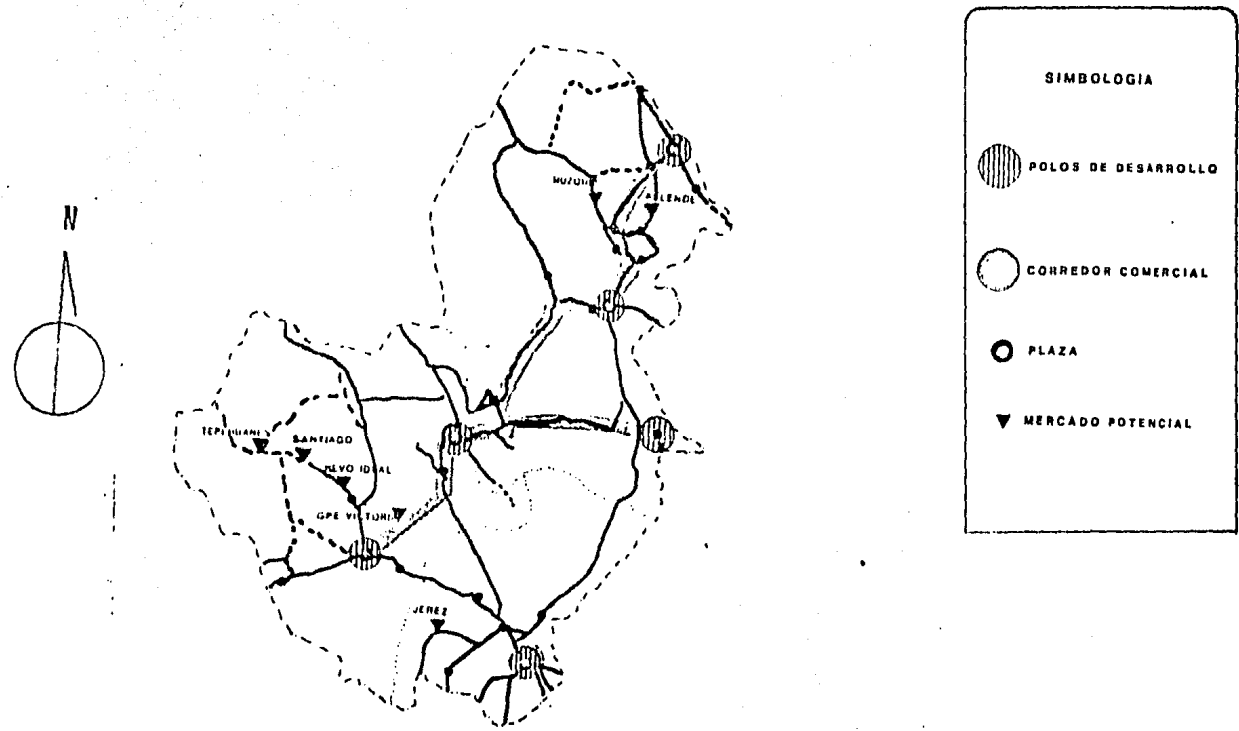 SIMBOLOGIA
POLOS DE DESARROLLO
CORREDOR COMERCIAL
PLAZA
MERCADO POTENCIAL
N
ALLENDE
SANTIAGO
JEREZ